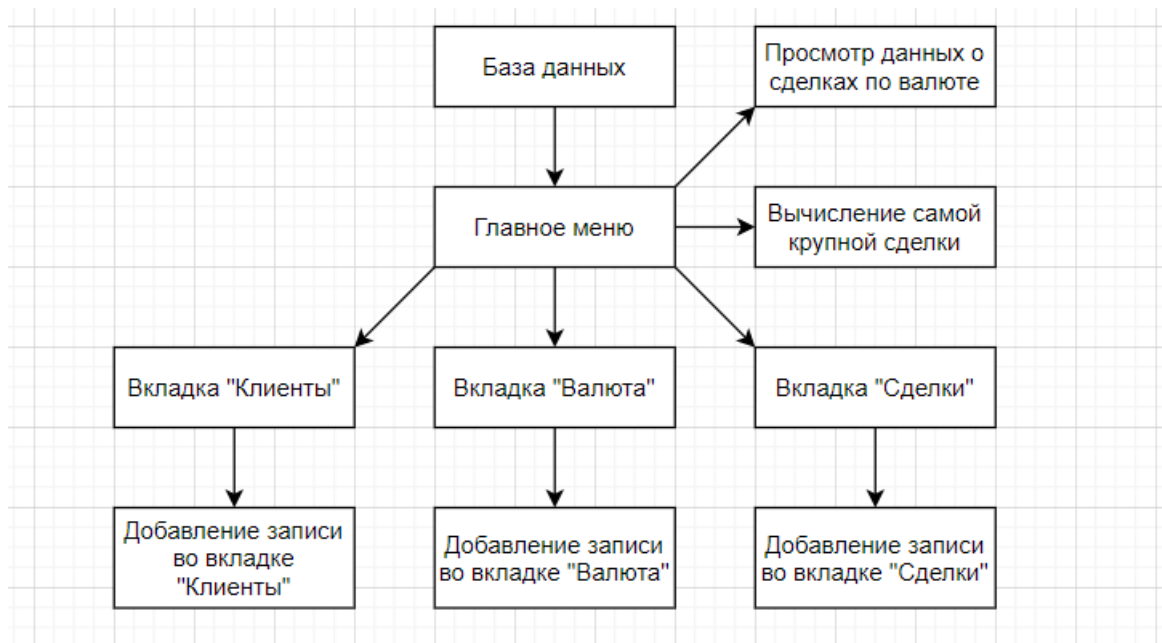 База данных
Просмотр данных о
сделках по валюте
Главное меню
Вычисление самой
крупной сделки
Вкладка "Клиенты"
Вкладка "Валюта"
Вкладка "Сделки"
Добавление записи
во вкладке
"Клиенты"
Добавление записи
во вкладке "Валюта"
Добавление записи
во вкладке "Сделки"